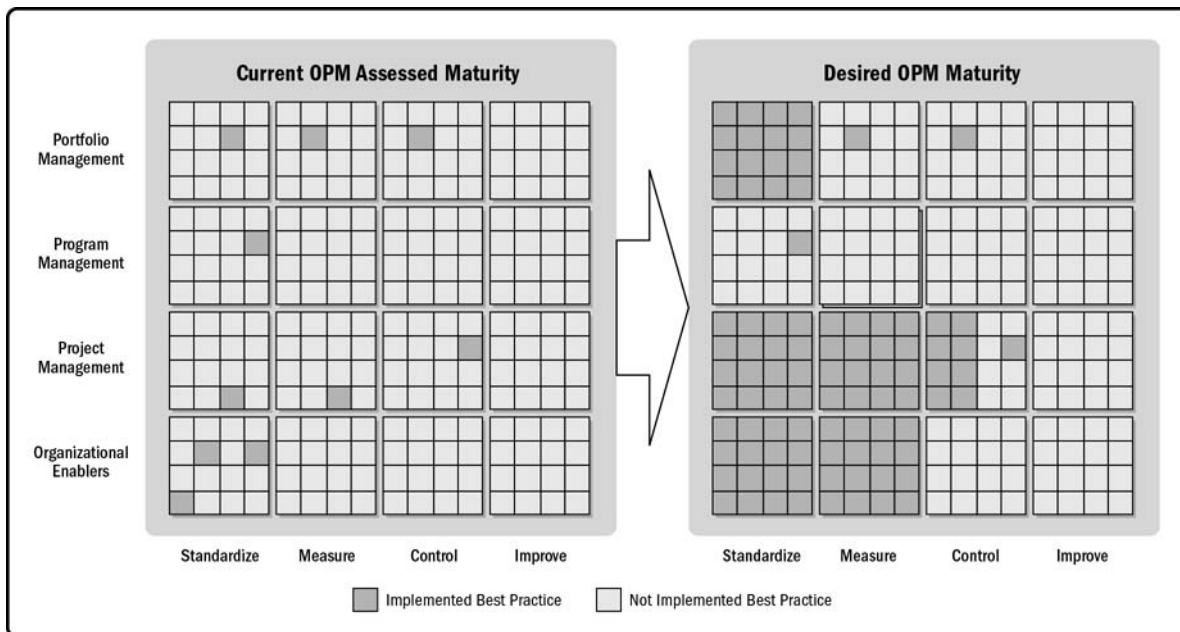 Current OPM Assessed Maturity
Desired OPM Maturity
Portfolio
Management
Program
Management
Project
Management
Organizational
Enablers
Standardize Measure Control Improve
Standardize Measure Control Improve
Implemented Best Practice
Not Implemented Best Practice